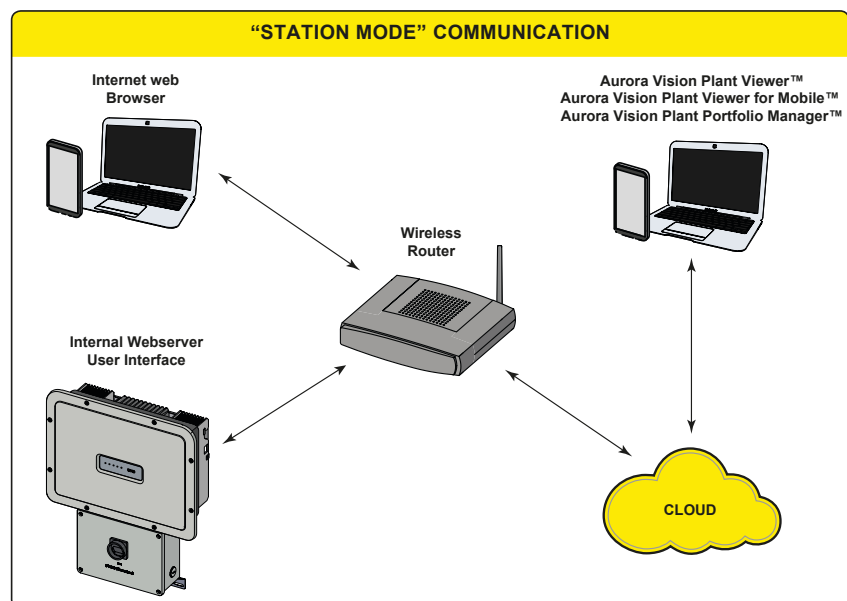 “STATION MODE” COMMUNICATION
Internet web
Browser
Aurora Vision Plant Viewer™
Aurora Vision Plant Viewer for Mobile™
Aurora Vision Plant Portfolio Manager™
Wireless
Router
Internal Webserver
User Interface
CLOUD